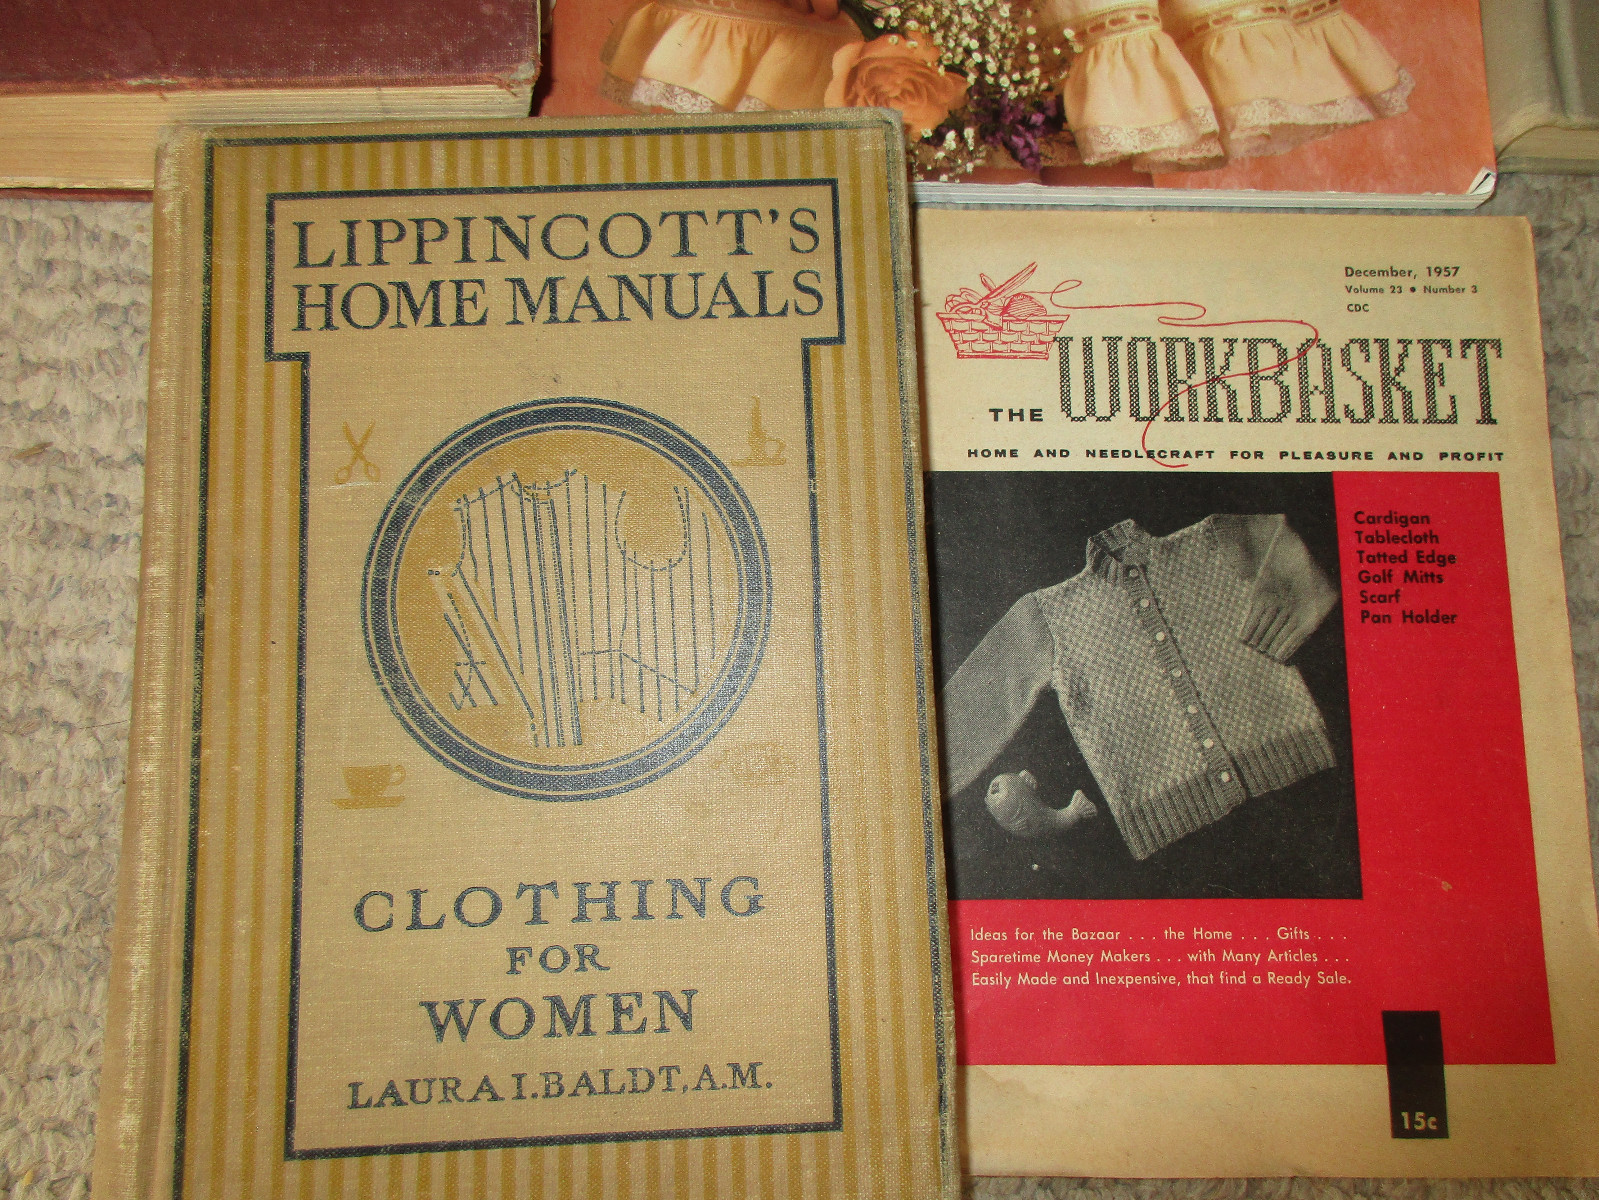 LIPPINCOTT'S
HOME MANUALS
CLOTHING
FOR
WOMEN
LAURA I. BALDT, A.M.
December, 1957
Volume 23 • Number 3
CDC
THE WORKBASKET
HOME AND NEEDLECRAFT FOR PLEASURE AND PROFIT
Cardigan
Tablecloth
Tatted Edge
Golf Mitts
Scarf
Pan Holder
Ideas for the Bazaar . . . the Home . . . Gifts . . .
Sparetime Money Makers . . . with Many Articles . . .
Easily Made and Inexpensive, that find a Ready Sale.
15c